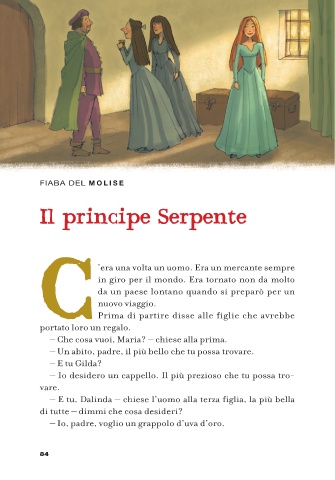 FIABA DEL MOLISE
Il principe Serpente
C'era una volta un uomo. Era un mercante sempre
in giro per il mondo. Era tornato non da molto
da un paese lontano quando si preparò per un
nuovo viaggio.
Prima di partire disse alle figlie che avrebbe
portato loro un regalo.
– Che cosa vuoi, Maria? – chiese alla prima.
– Un abito, padre, il più bello che tu possa trovare.
– E tu Gilda?
– Io desidero un cappello. Il più prezioso che tu possa tro-
vare.
– E tu, Dalinda – chiese l'uomo alla terza figlia, la più bella
di tutte – dimmi che cosa desideri?
– Io, padre, voglio un grappolo d'uva d'oro.
84